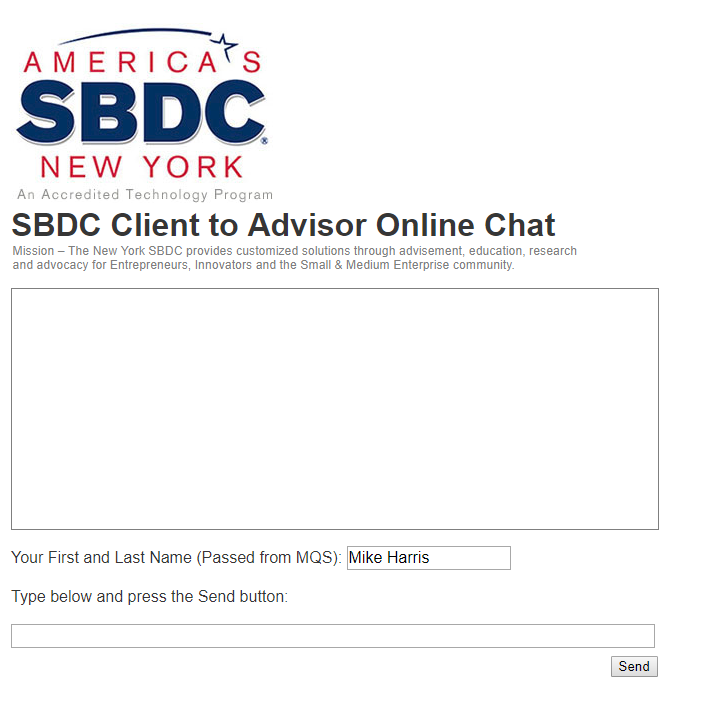 AMERICA'S
SBDC®
NEW YORK
An Accredited Technology Program
SBDC Client to Advisor Online Chat
Mission – The New York SBDC provides customized solutions through advisement, education, research
and advocacy for Entrepreneurs, Innovators and the Small & Medium Enterprise community.
Your First and Last Name (Passed from MQS): Mike Harris
Type below and press the Send button:
Send